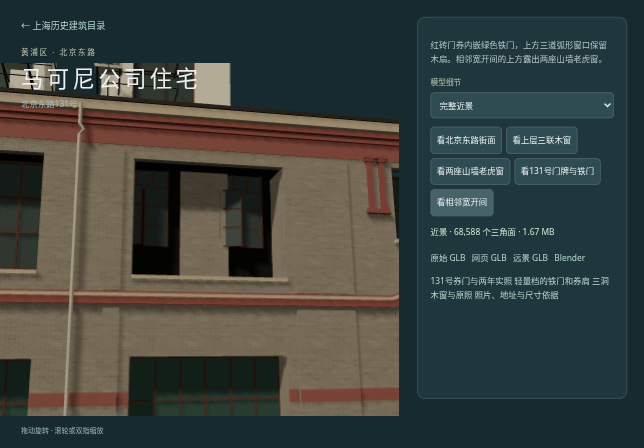 ← 上海历史建筑目录
黄浦区 · 北京东路
马可尼公司住宅
北京东路131号
拖动旋转 · 滚轮或双指缩放
红砖门券内嵌绿色铁门，上方三道弧形窗口保留
木扇。相邻宽开间的上方露出两座山墙老虎窗。
模型细节
完整近景
看北京东路街面
看上层三联木窗
看两座山墙老虎窗
看131号门牌与铁门
看相邻宽开间
近景 · 68,588 个三角面 · 1.67 MB
原始 GLB 网页 GLB 远景 GLB Blender
131号券门与两年实照 轻量档的铁门和券肩 三洞
木窗与原照 照片、地址与尺寸依据